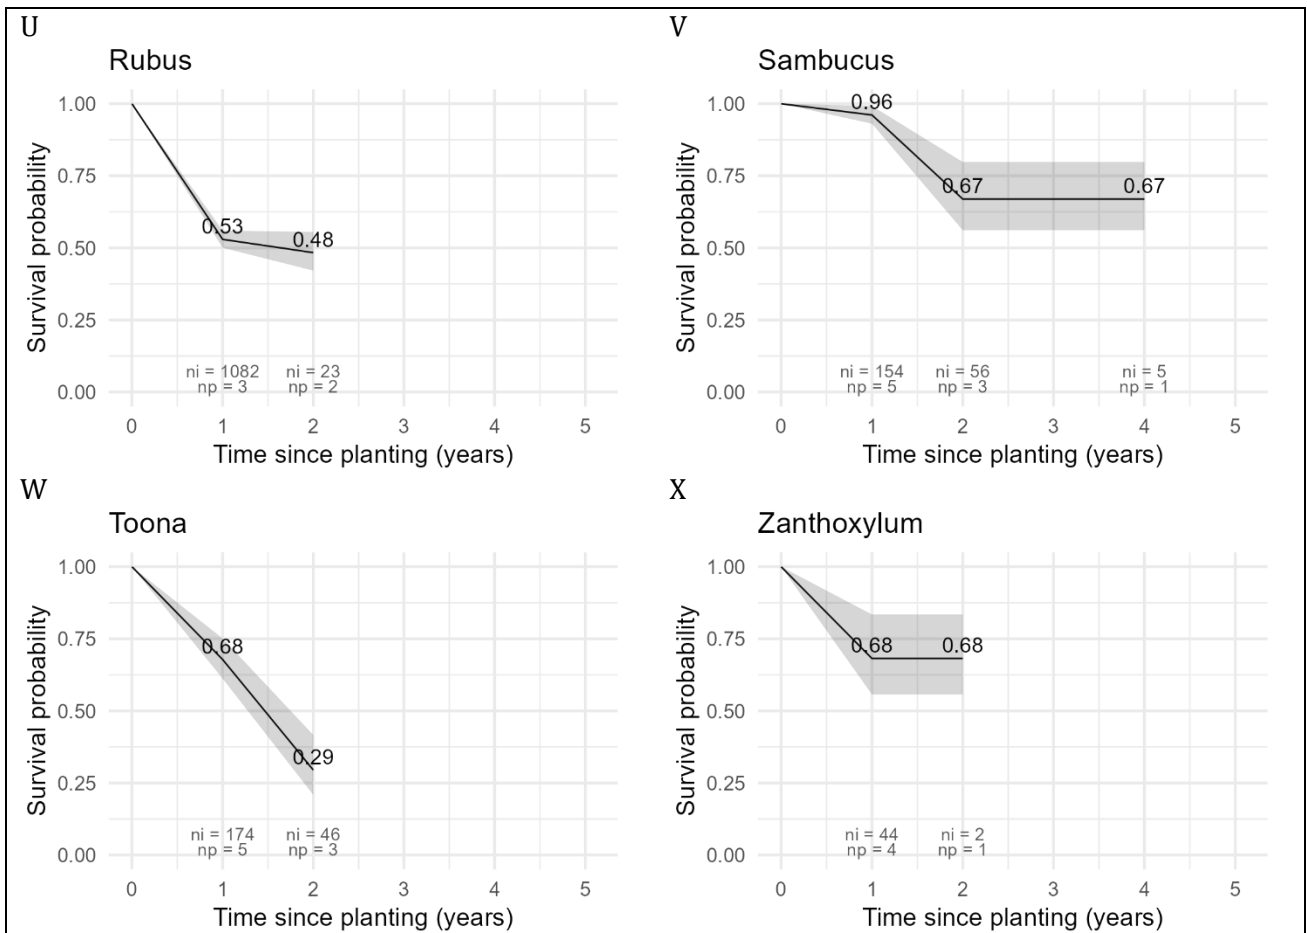 U
Rubus
1.00
0.75
0.50
0.25
0.00
Survival probability
0.53
0.48
ni = 1082
np = 3
ni = 23
np = 2
0 1 2 3 4 5
Time since planting (years)
V
Sambucus
1.00
0.75
0.50
0.25
0.00
Survival probability
0.96
0.67
0.67
ni = 154
np = 5
ni = 56
np = 3
ni = 5
np = 1
0 1 2 3 4 5
Time since planting (years)
W
Toona
1.00
0.75
0.50
0.25
0.00
Survival probability
0.68
0.29
ni = 174
np = 5
ni = 46
np = 3
0 1 2 3 4 5
Time since planting (years)
X
Zanthoxylum
1.00
0.75
0.50
0.25
0.00
Survival probability
0.68
0.68
ni = 44
np = 4
ni = 2
np = 1
0 1 2 3 4 5
Time since planting (years)